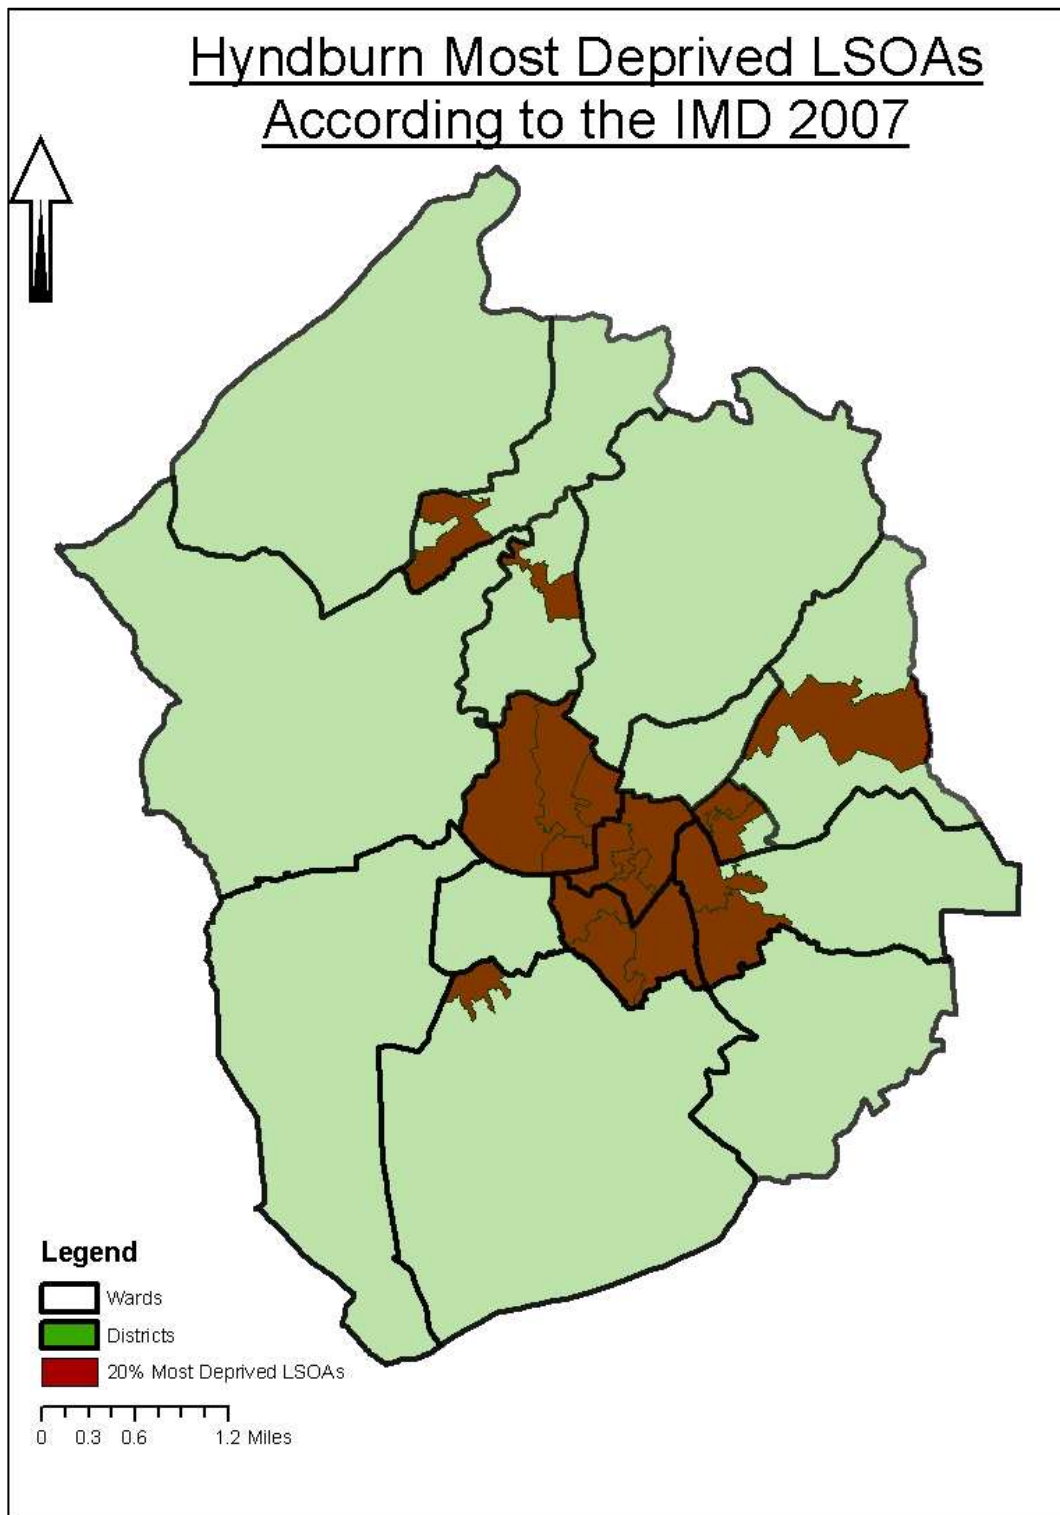 Hyndburn Most Deprived LSOAs
According to the IMD 2007
Legend
Wards
Districts
20% Most Deprived LSOAs
0 0.3 0.6 1.2 Miles